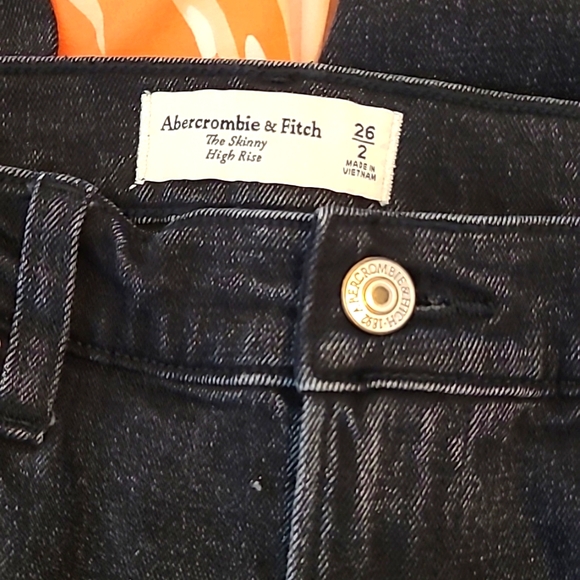 Abercrombie & Fitch
The Skinny
High Rise
26
2
MADE IN
VIETNAM
ABERCROMBIE & FITCH · 1892